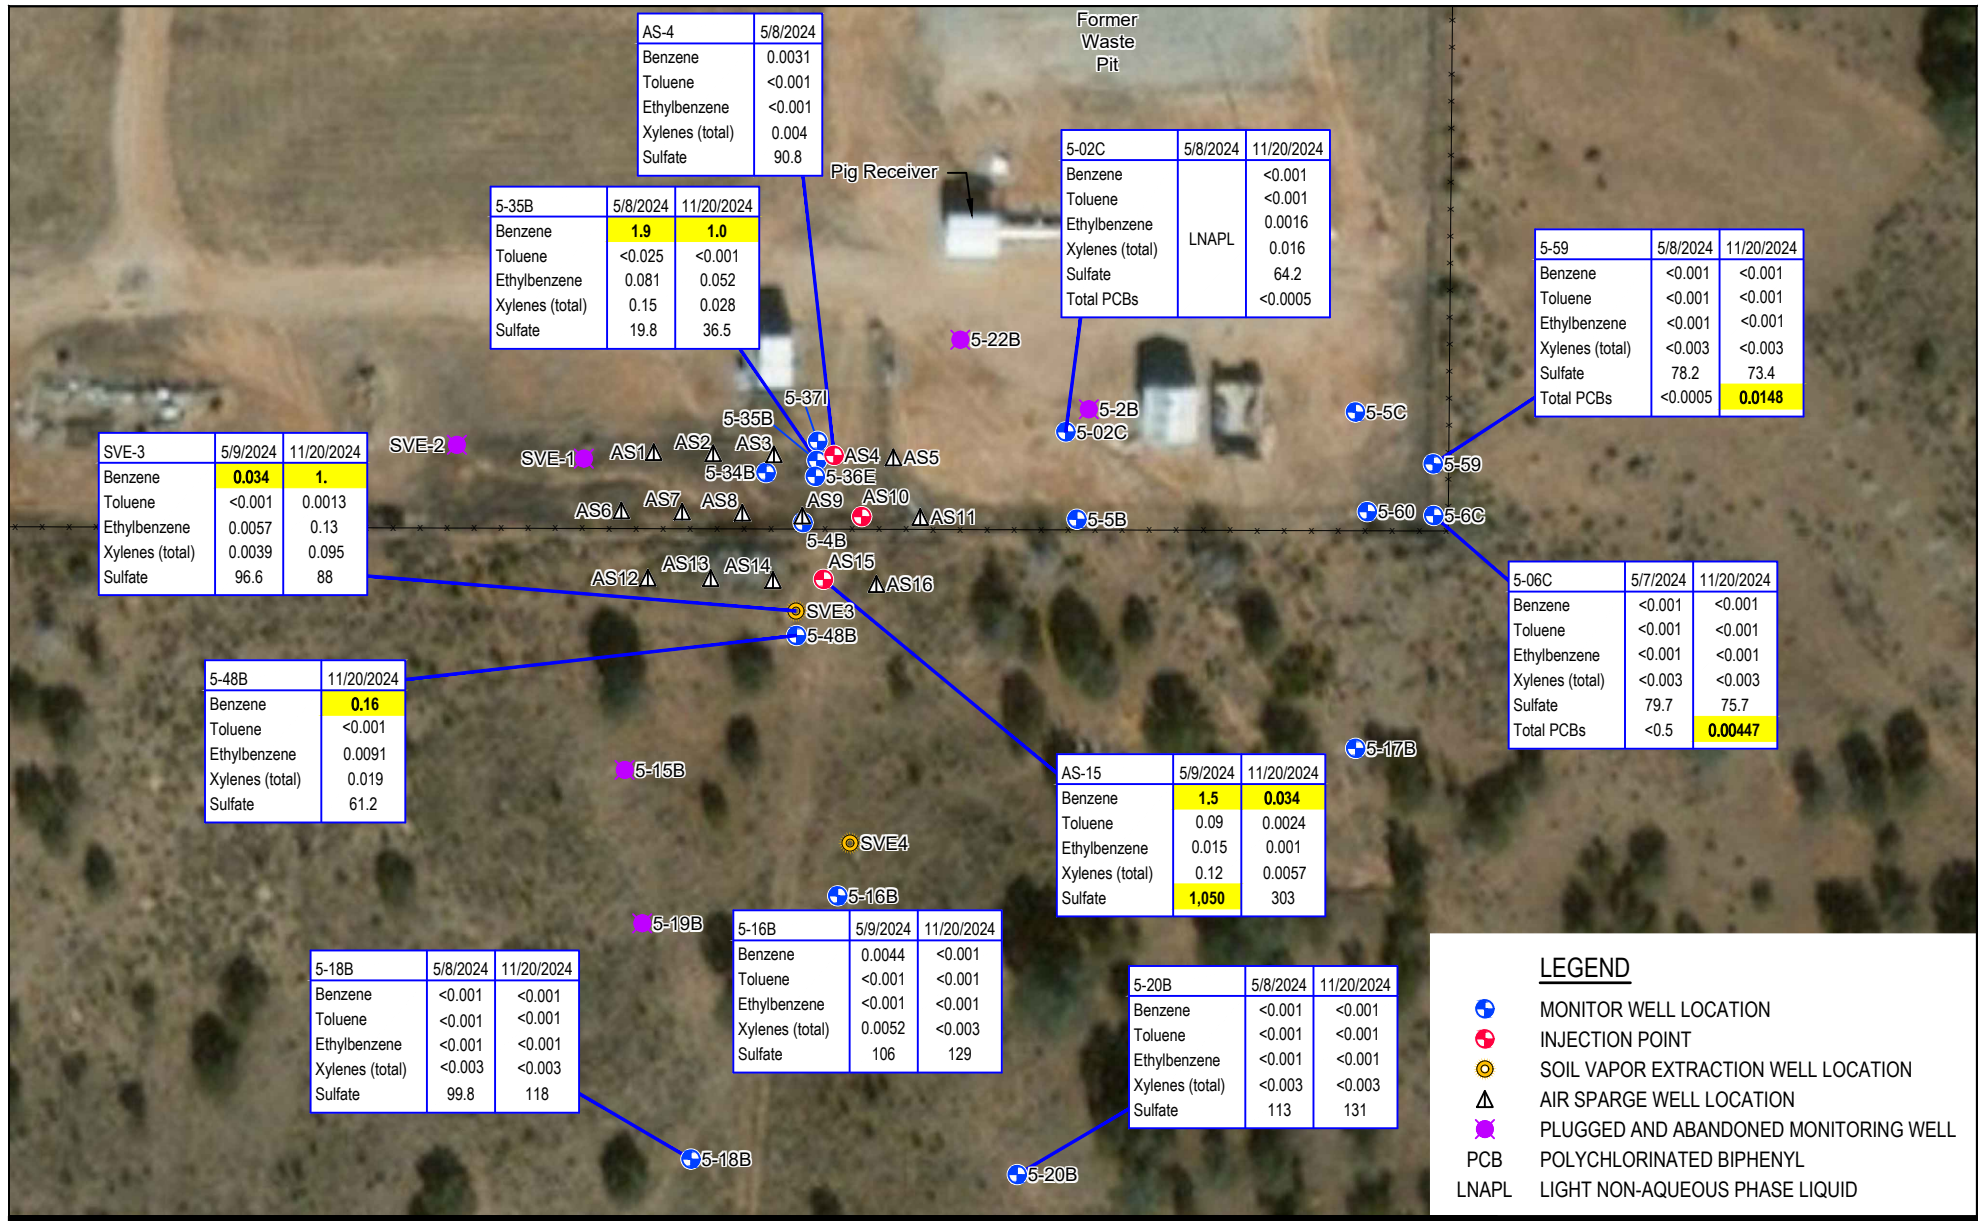 Former
Waste
Pit
Pig Receiver
AS-4 5/8/2024
Benzene 0.0031
Toluene <0.001
Ethylbenzene <0.001
Xylenes (total) 0.004
Sulfate 90.8
5-35B 5/8/2024 11/20/2024
Benzene 1.9 1.0
Toluene <0.025 <0.001
Ethylbenzene 0.081 0.052
Xylenes (total) 0.15 0.028
Sulfate 19.8 36.5
5-02C 5/8/2024 11/20/2024
Benzene <0.001
Toluene <0.001
Ethylbenzene 0.0016
Xylenes (total) LNAPL 0.016
Sulfate 64.2
Total PCBs <0.0005
5-59 5/8/2024 11/20/2024
Benzene <0.001 <0.001
Toluene <0.001 <0.001
Ethylbenzene <0.001 <0.001
Xylenes (total) <0.003 <0.003
Sulfate 78.2 73.4
Total PCBs <0.0005 0.0148
SVE-3 5/9/2024 11/20/2024
Benzene 0.034 1.
Toluene <0.001 0.0013
Ethylbenzene 0.0057 0.13
Xylenes (total) 0.0039 0.095
Sulfate 96.6 88
5-22B
5-37I
5-35B
5-2B
5-02C
5-5C
SVE-2
SVE-1
AS1
AS2
AS3
AS4
AS5
5-34B
5-36E
5-59
AS6
AS7
AS8
AS9
AS10
AS11
5-5B
5-60
5-6C
5-4B
AS12
AS13
AS14
AS15
AS16
SVE3
5-48B
5-06C 5/7/2024 11/20/2024
Benzene <0.001 <0.001
Toluene <0.001 <0.001
Ethylbenzene <0.001 <0.001
Xylenes (total) <0.003 <0.003
Sulfate 79.7 75.7
Total PCBs <0.5 0.00447
5-48B 11/20/2024
Benzene 0.16
Toluene <0.001
Ethylbenzene 0.0091
Xylenes (total) 0.019
Sulfate 61.2
5-15B
5-17B
AS-15 5/9/2024 11/20/2024
Benzene 1.5 0.034
Toluene 0.09 0.0024
Ethylbenzene 0.015 0.001
Xylenes (total) 0.12 0.0057
Sulfate 1,050 303
SVE4
5-16B
5-19B
5-16B 5/9/2024 11/20/2024
Benzene 0.0044 <0.001
Toluene <0.001 <0.001
Ethylbenzene <0.001 <0.001
Xylenes (total) 0.0052 <0.003
Sulfate 106 129
5-18B 5/8/2024 11/20/2024
Benzene <0.001 <0.001
Toluene <0.001 <0.001
Ethylbenzene <0.001 <0.001
Xylenes (total) <0.003 <0.003
Sulfate 99.8 118
5-20B 5/8/2024 11/20/2024
Benzene <0.001 <0.001
Toluene <0.001 <0.001
Ethylbenzene <0.001 <0.001
Xylenes (total) <0.003 <0.003
Sulfate 113 131
5-18B
5-20B
LEGEND
MONITOR WELL LOCATION
INJECTION POINT
SOIL VAPOR EXTRACTION WELL LOCATION
AIR SPARGE WELL LOCATION
PLUGGED AND ABANDONED MONITORING WELL
PCB POLYCHLORINATED BIPHENYL
LNAPL LIGHT NON-AQUEOUS PHASE LIQUID